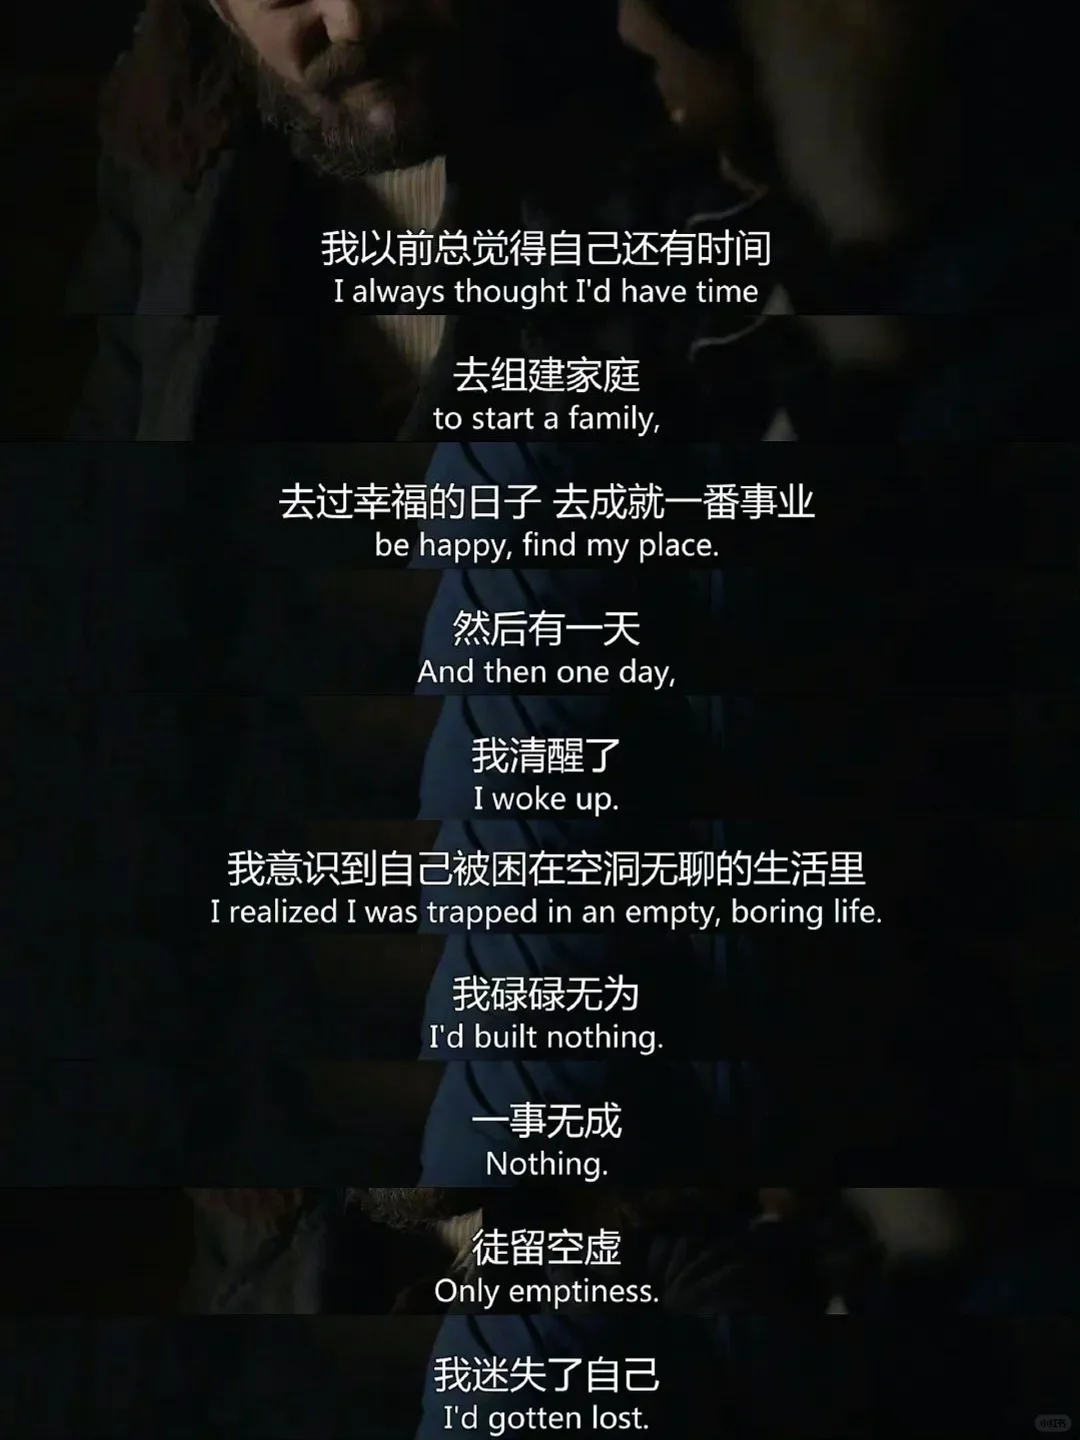 我以前总觉得自己还有时间
I always thought I'd have time
去组建家庭
to start a family,
去过幸福的日子 去成就一番事业
be happy, find my place.
然后有一天
And then one day,
我清醒了
I woke up.
我意识到自己被困在空洞无聊的生活里
I realized I was trapped in an empty, boring life.
我碌碌无为
I'd built nothing.
一事无成
Nothing.
徒留空虚
Only emptiness.
我迷失了自己
I'd gotten lost.